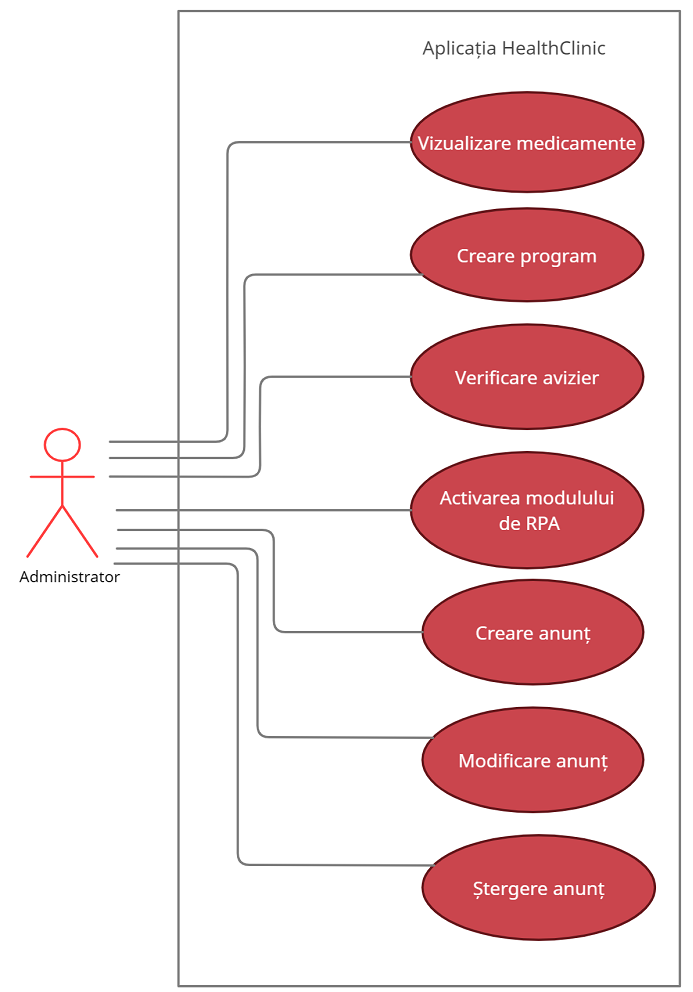 Aplicația HealthClinic
Vizualizare medicamente
Creare program
Verificare avizier
Activarea modulului
de RPA
Administrator
Creare anunț
Modificare anunț
Ștergere anunț